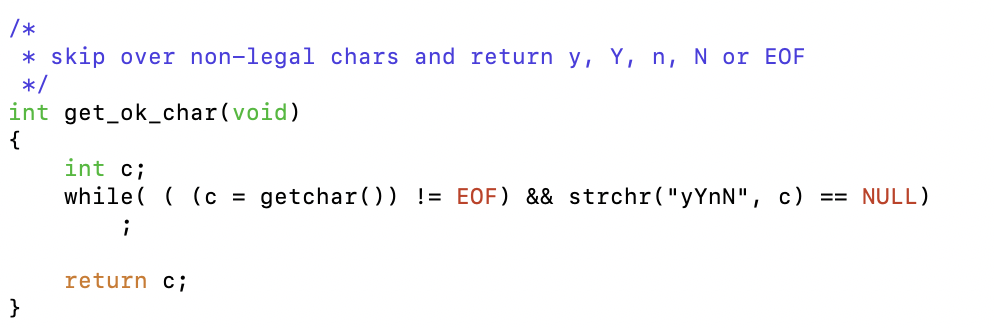 /*
 * skip over non-legal chars and return y, Y, n, N or EOF
 */
int get_ok_char(void)
{
    int c;
    while( ( (c = getchar()) != EOF) && strchr("yYnN", c) == NULL)
        ;

    return c;
}